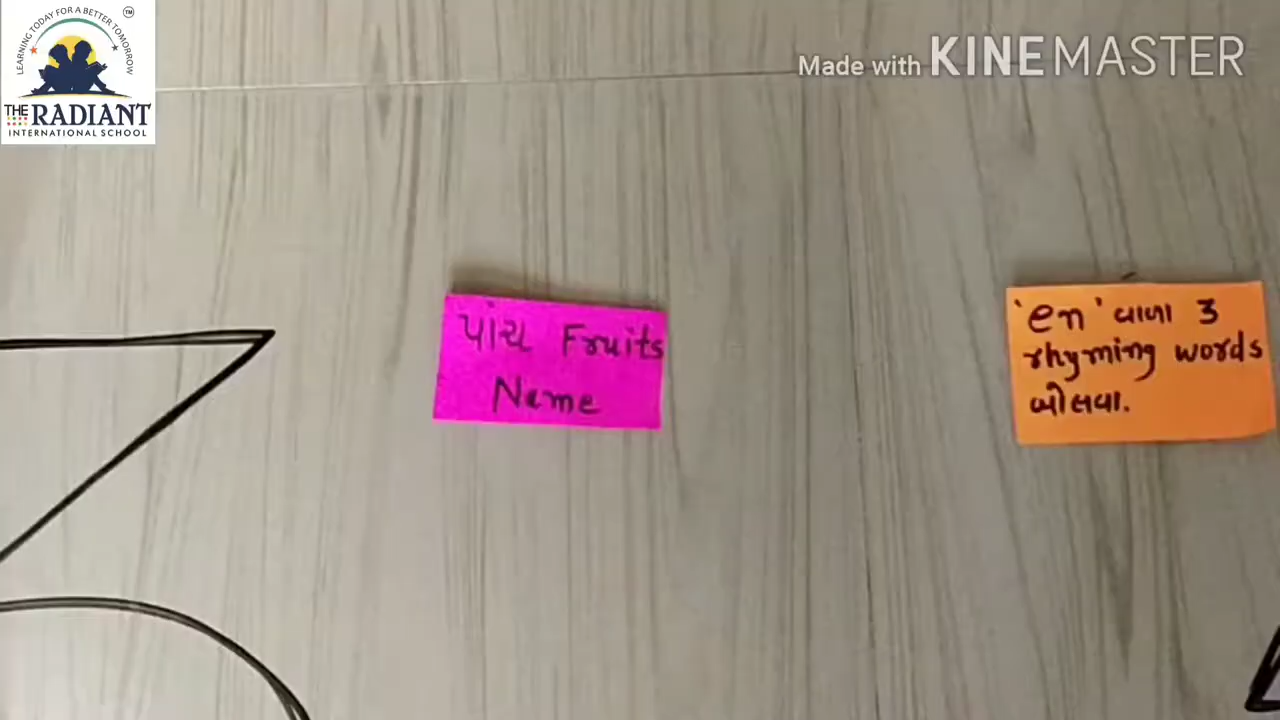 LEARNING TODAY FOR A BETTER TOMORROW
TM
THE RADIANT
INTERNATIONAL SCHOOL
Made with KINEMASTER
પાંચ Fruits
Name
'en' વાળા 3
rhyming words
બોલવા.